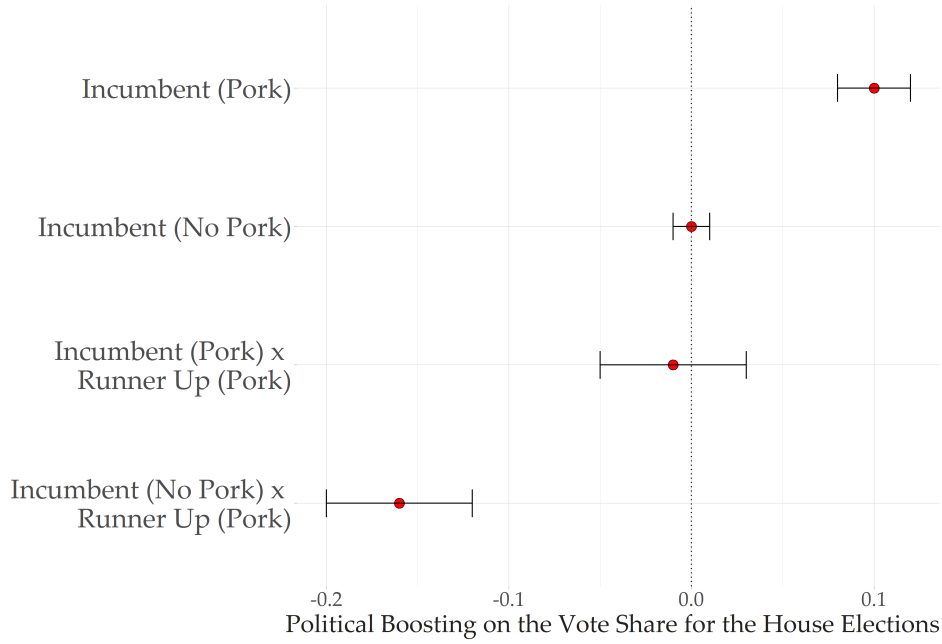 Incumbent (Pork)
Incumbent (No Pork)
Incumbent (Pork) x
Runner Up (Pork)
Incumbent (No Pork) x
Runner Up (Pork)
-0.2 -0.1 0.0 0.1
Political Boosting on the Vote Share for the House Elections